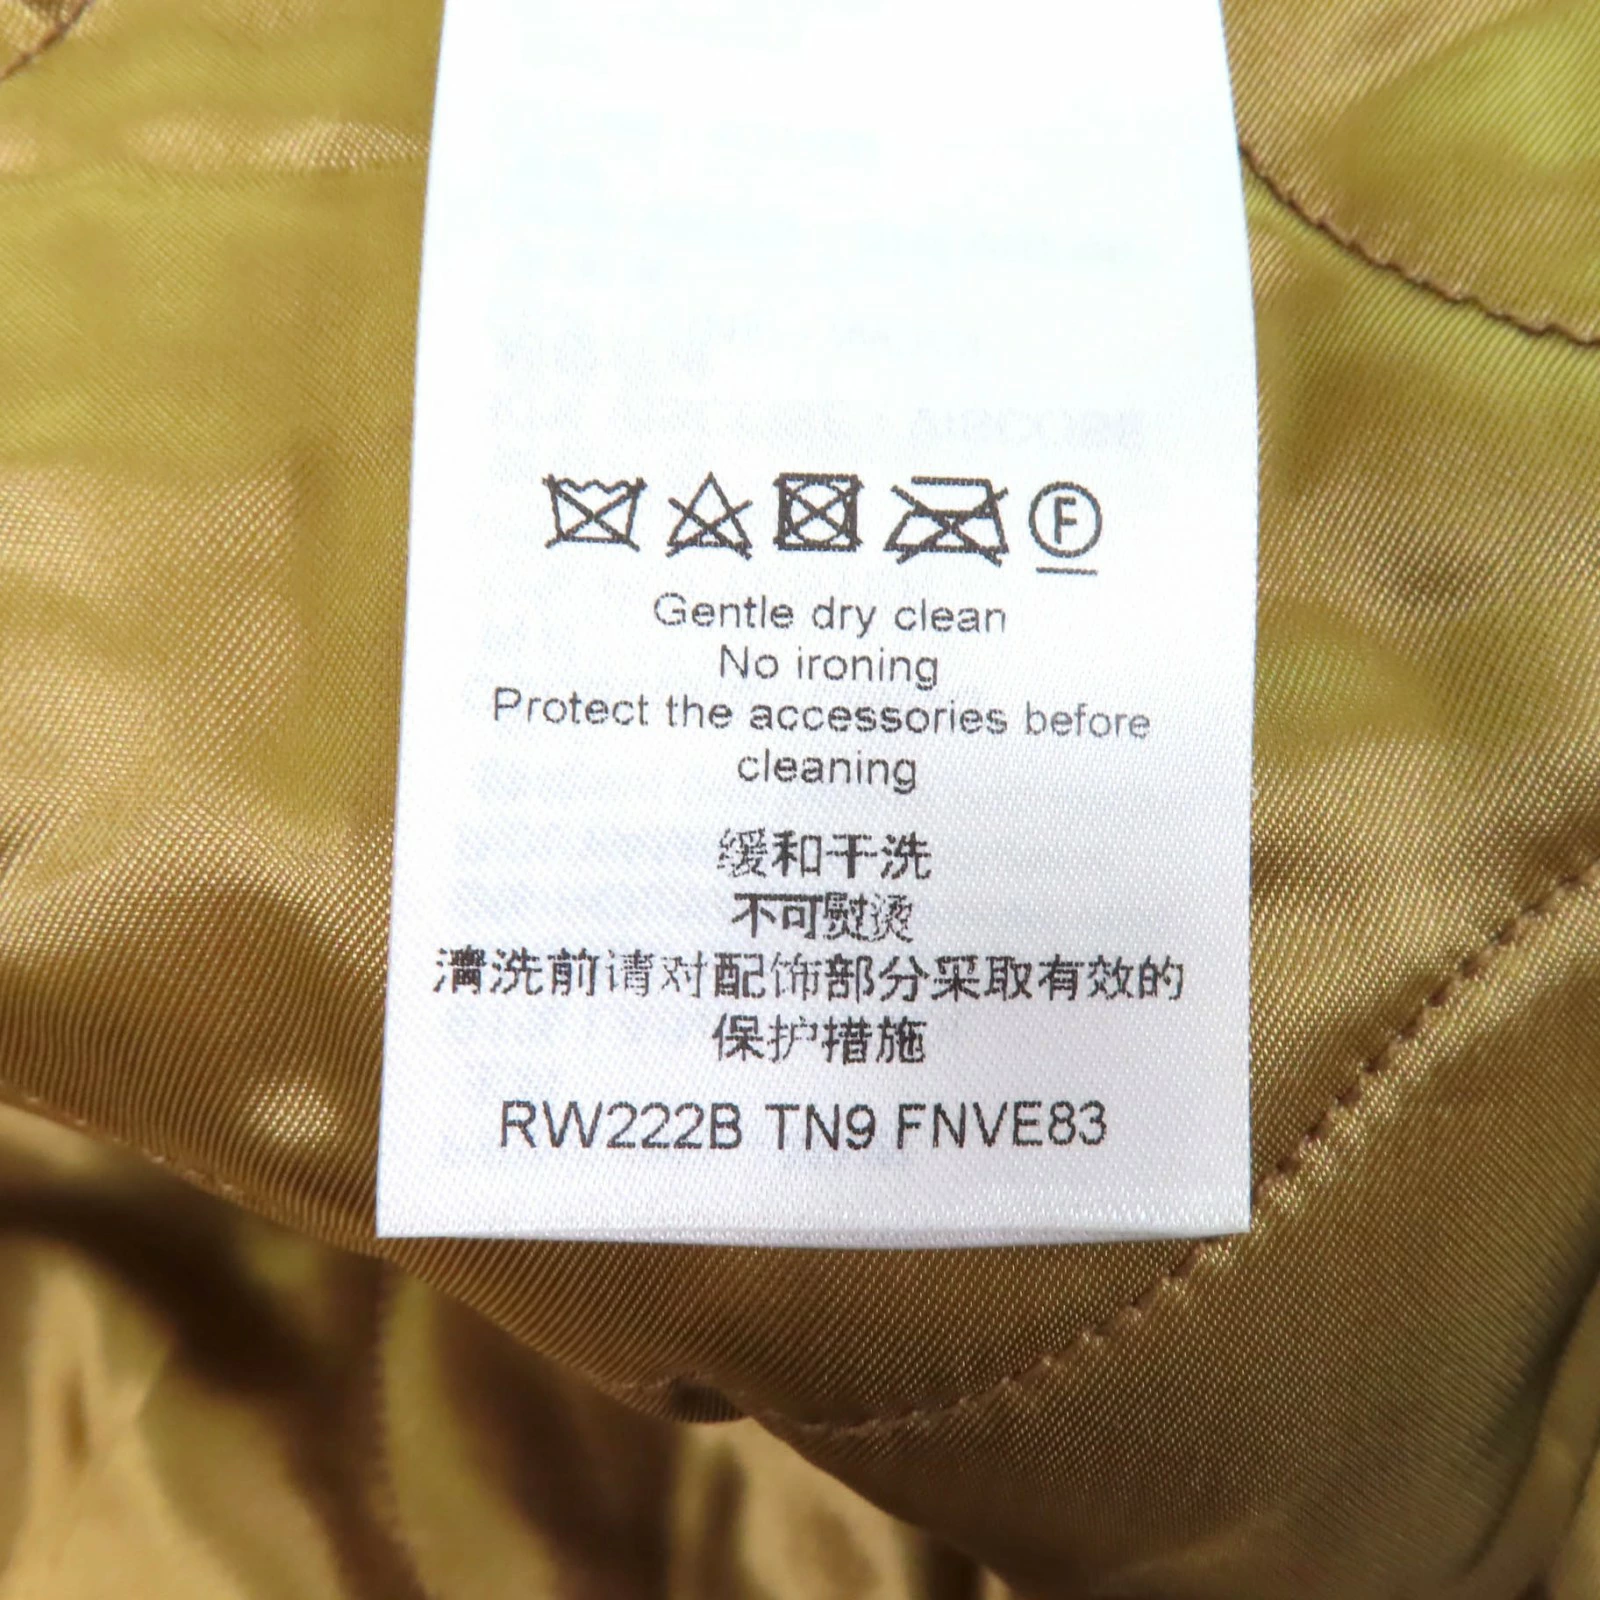 F
Gentle dry clean
No ironing
Protect the accessories before
cleaning
缓和干洗
不可熨烫
清洗前请对配饰部分采取有效的
保护措施
RW222B TN9 FNVE83